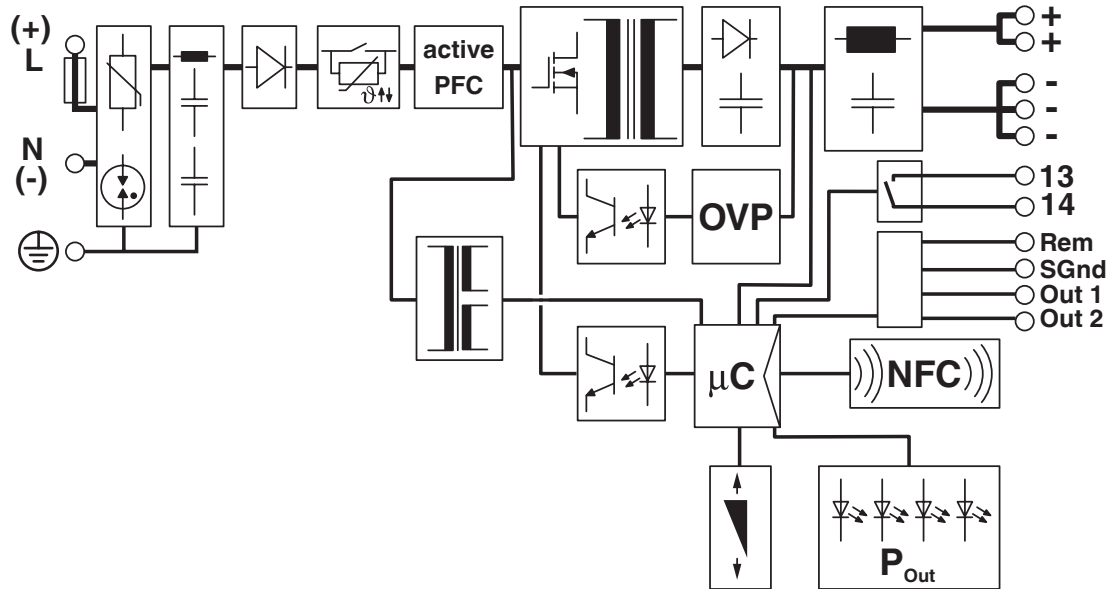 (+)
L
N
(-)
active
PFC
ϑ
+
+
-
-
-
OVP
13
14
Rem
SGnd
Out 1
Out 2
μC
NFC
P Out